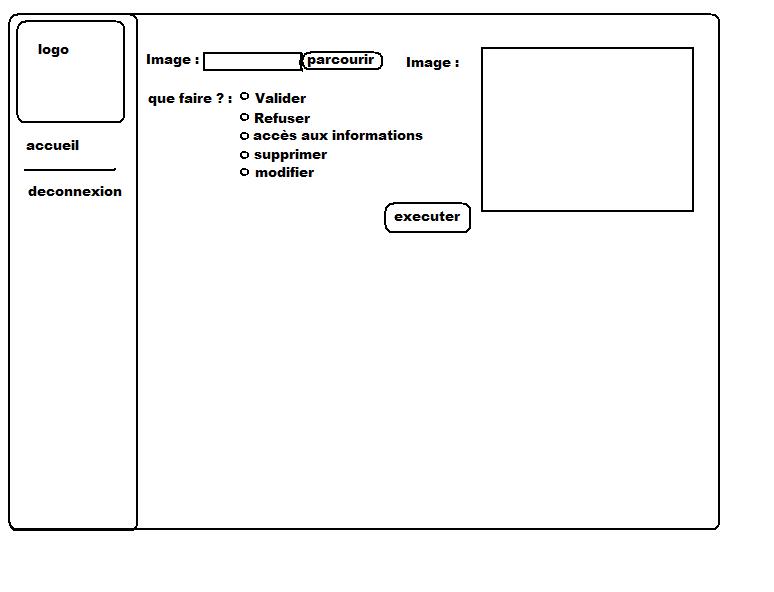 logo
accueil
deconnexion
Image :
parcourir
que faire ? :
Valider
Refuser
accès aux informations
supprimer
modifier
executer
Image :